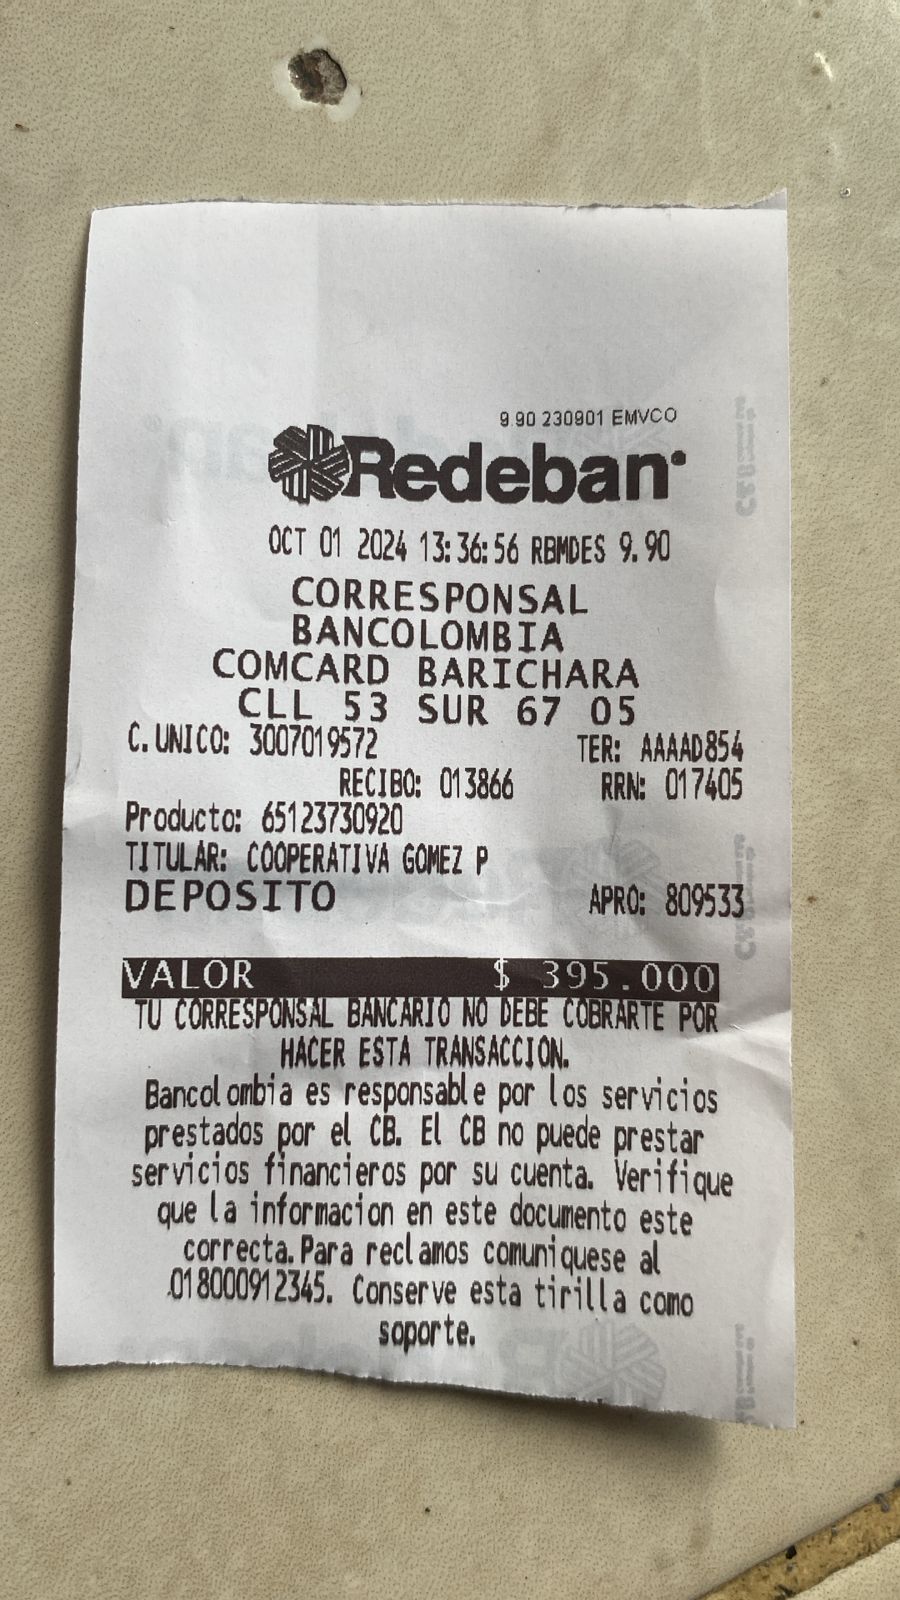 9.90 230901 EMVCO
Redeban
OCT 01 2024 13:36:56 RBMDES 9.90
CORRESPONSAL
BANCOLOMBIA
COMCARD BARICHARA
CLL 53 SUR 67 05
C.UNICO: 3007019572 TER: AAAAD854
RECIBO: 013866 RRN: 017405
Producto: 65123730920
TITULAR: COOPERATIVA GOMEZ P
DEPOSITO APRO: 809533
VALOR $ 395.000
TU CORRESPONSAL BANCARIO NO DEBE COBRARTE POR
HACER ESTA TRANSACCION.
Bancolombia es responsable por los servicios
prestados por el CB. El CB no puede prestar
servicios financieros por su cuenta. Verifique
que la informacion en este documento este
correcta.Para reclamos comuniquese al
018000912345. Conserve esta tirilla como
soporte.